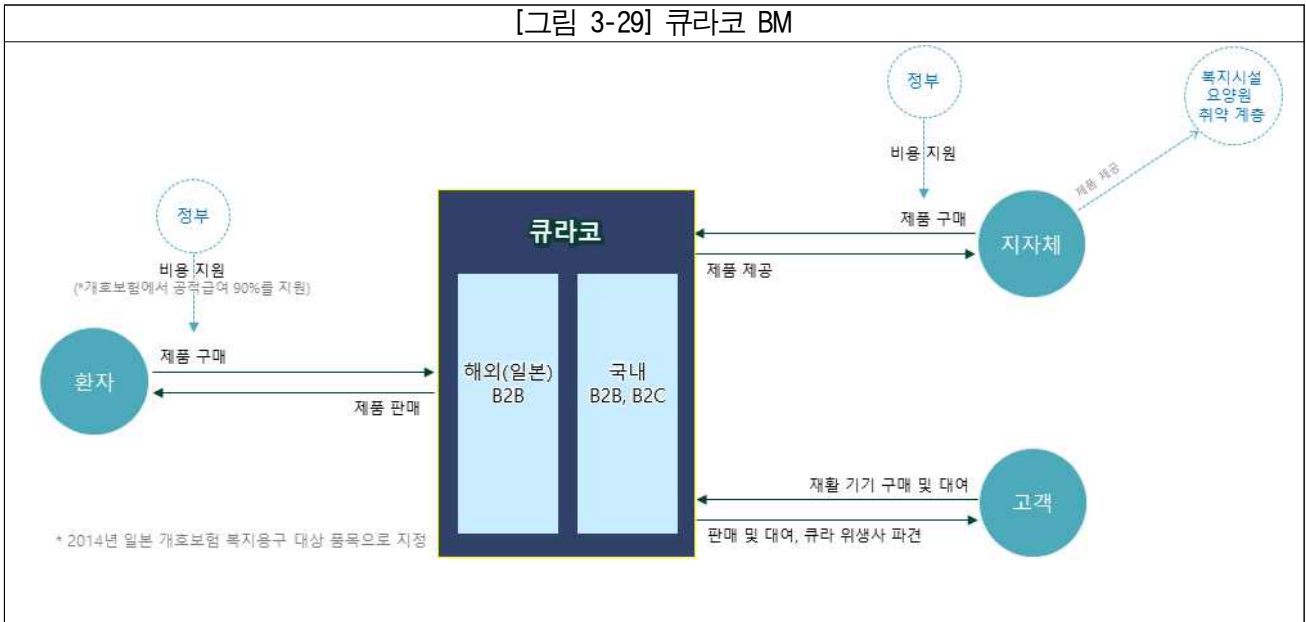 [그림 3-29] 큐라코 BM
정부
복지시설
요양원
취약 계층
비용 지원
제품 제공
정부
큐라코
제품 구매
지자체
제품 제공
비용 지원
(*개호보험에서 공적급여 90%를 지원)
제품 구매
환자
제품 판매
해외(일본)
B2B
국내
B2B, B2C
재활 기기 구매 및 대여
고객
판매 및 대여, 큐라 위생사 파견
* 2014년 일본 개호보험 복지용구 대상 품목으로 지정